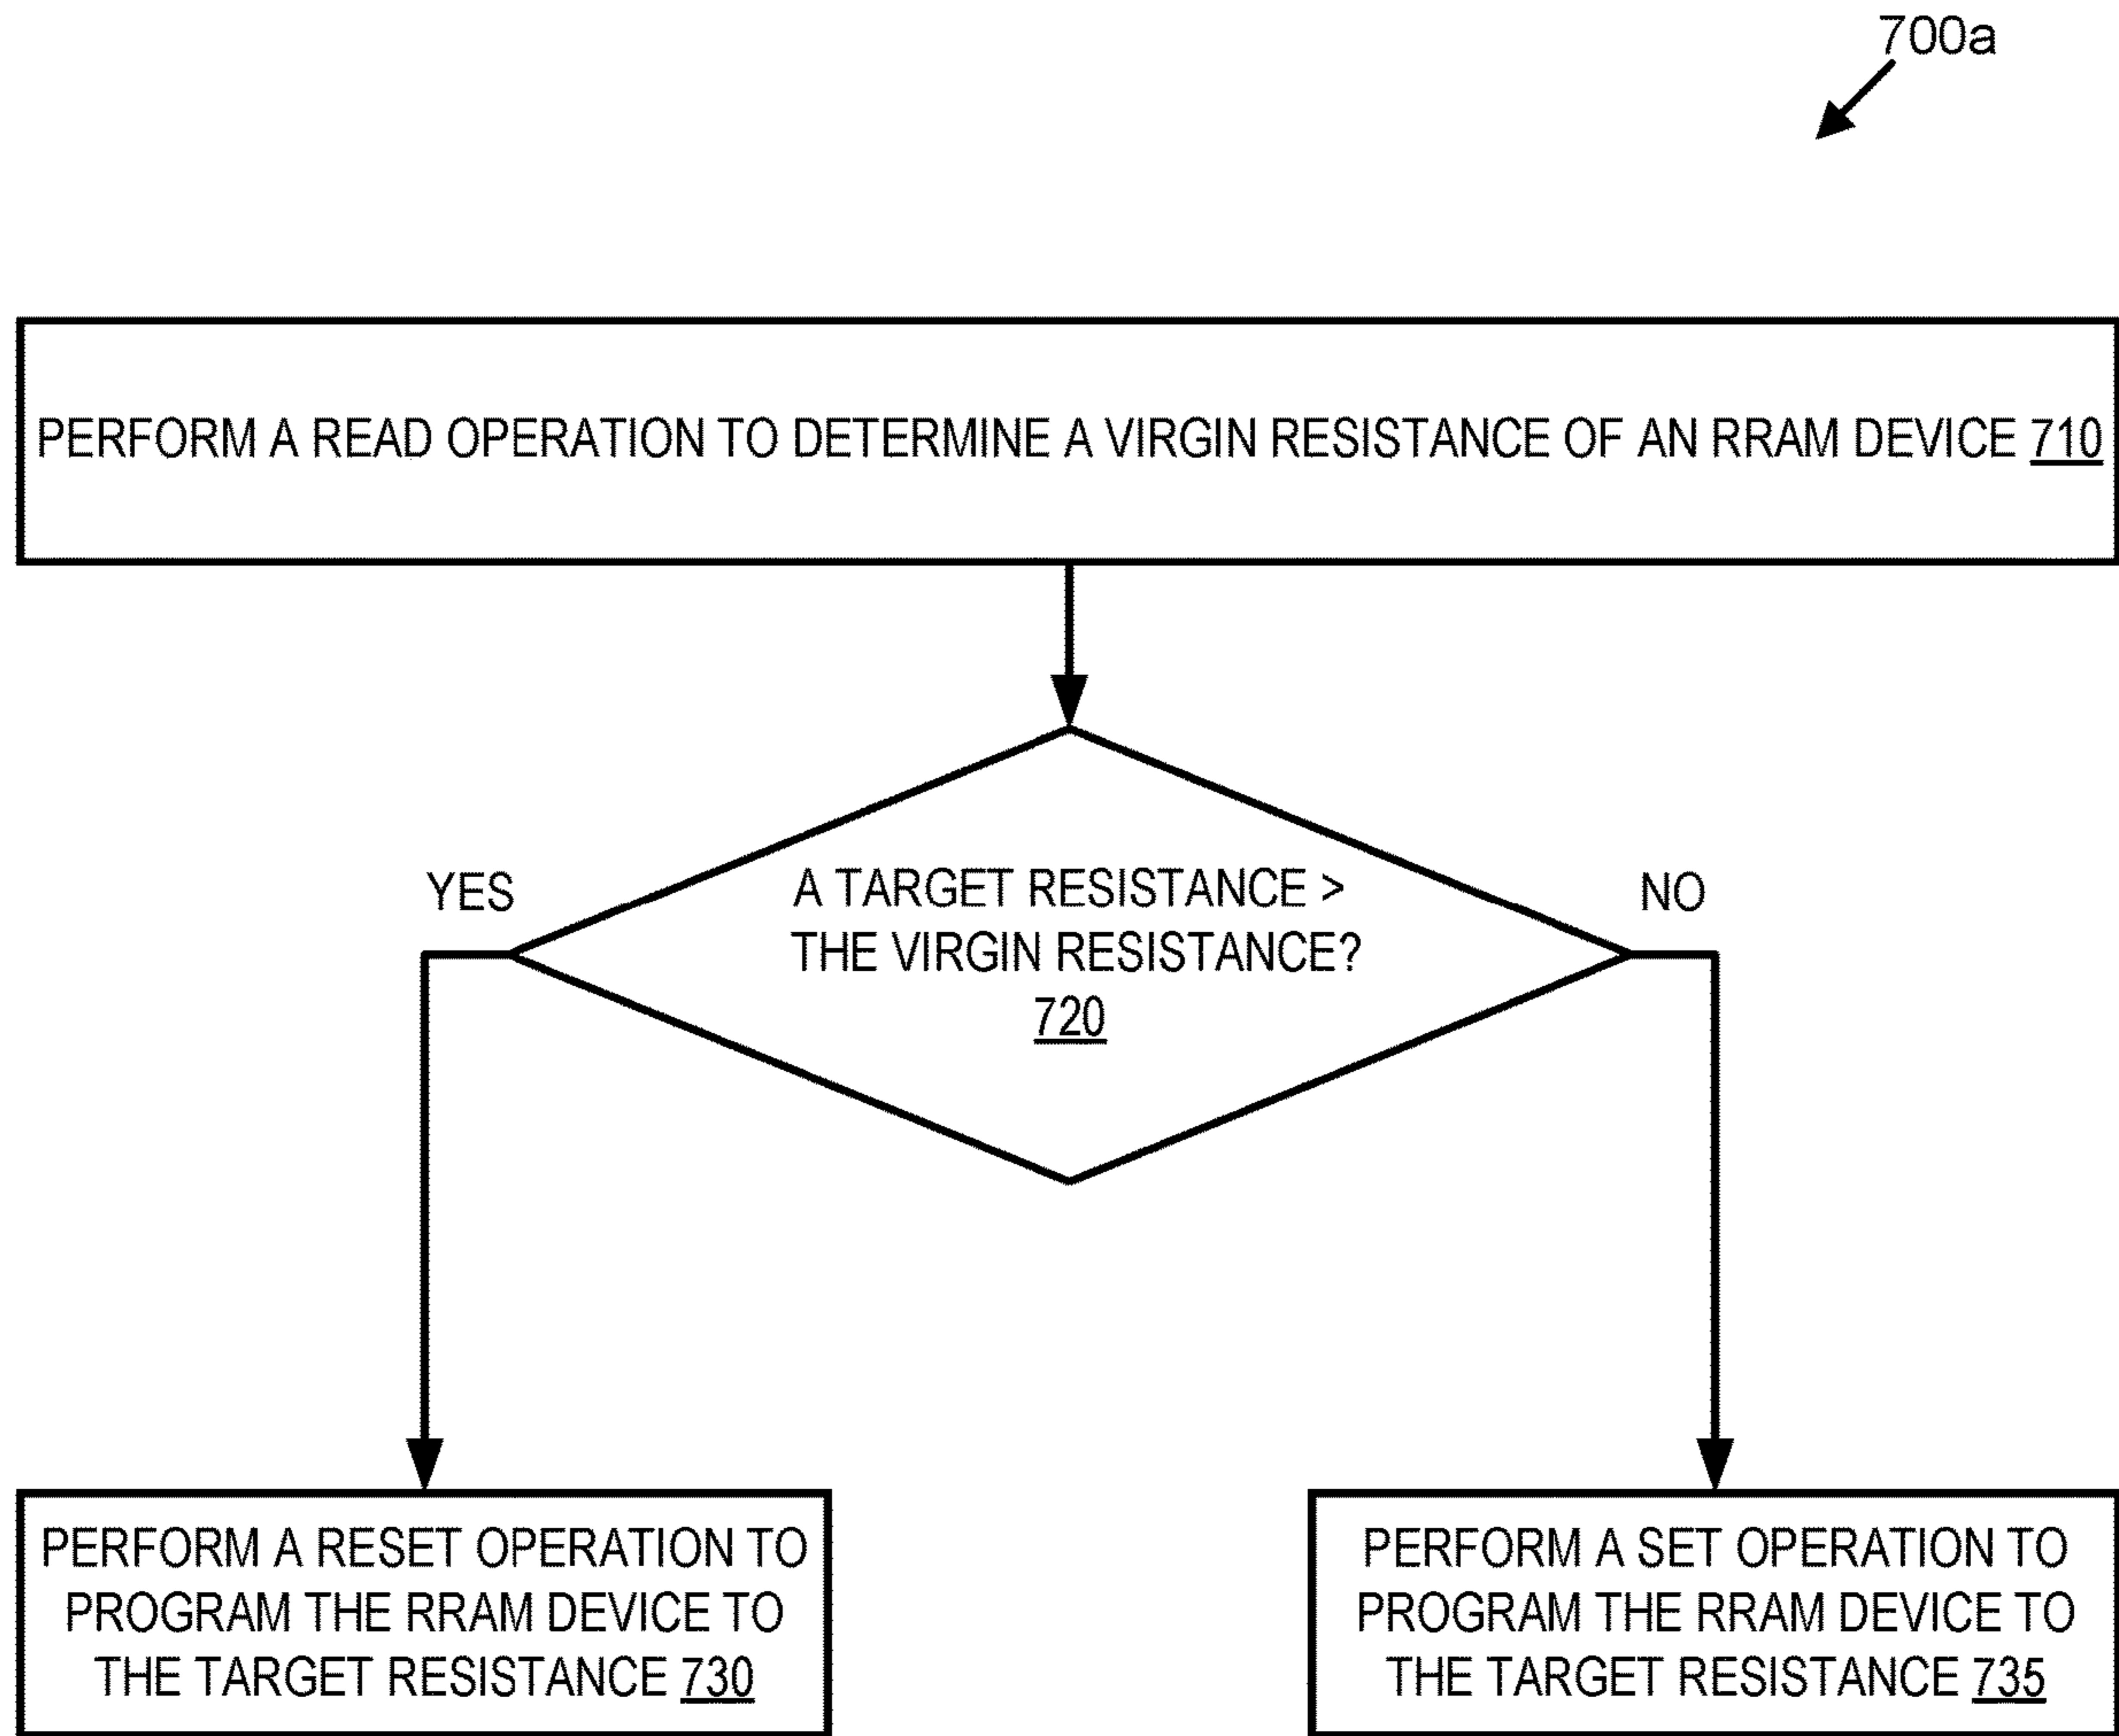 700a
PERFORM A READ OPERATION TO DETERMINE A VIRGIN RESISTANCE OF AN RRAM DEVICE 710
A TARGET RESISTANCE >
THE VIRGIN RESISTANCE?
720
YES
NO
PERFORM A RESET OPERATION TO
PROGRAM THE RRAM DEVICE TO
THE TARGET RESISTANCE 730
PERFORM A SET OPERATION TO
PROGRAM THE RRAM DEVICE TO
THE TARGET RESISTANCE 735